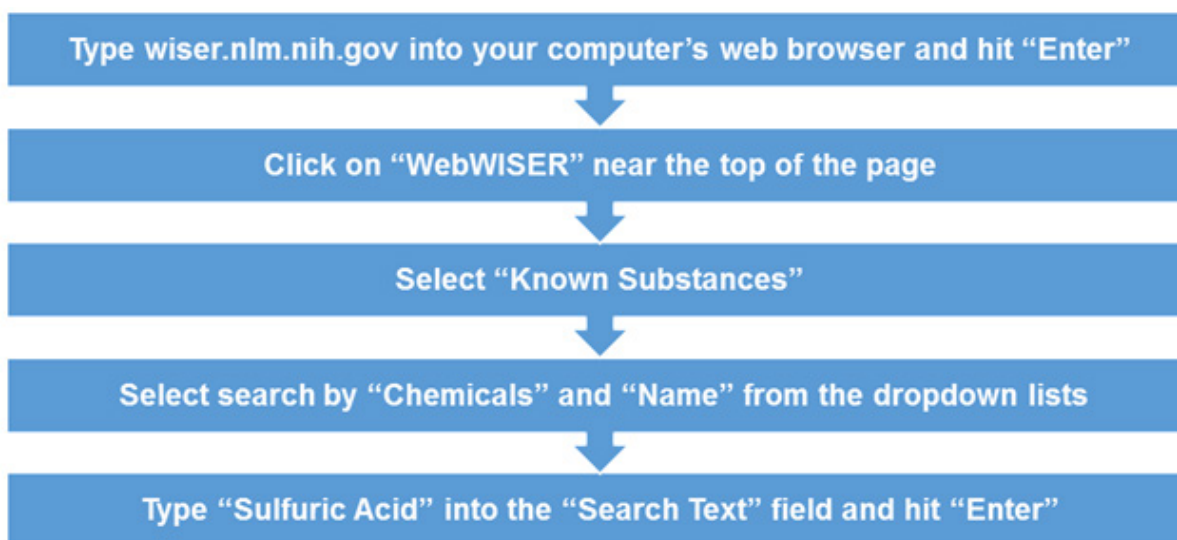 Type wiser.nlm.nih.gov into your computer’s web browser and hit “Enter”
Click on “WebWISER” near the top of the page
Select “Known Substances”
Select search by “Chemicals” and “Name” from the dropdown lists
Type “Sulfuric Acid” into the “Search Text” field and hit “Enter”